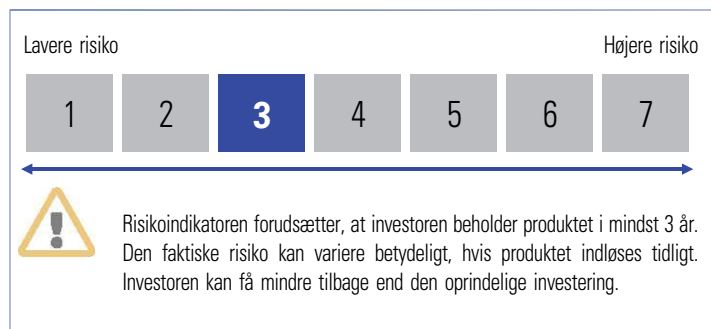 Lavere risiko Højere risiko
1 2 3 4 5 6 7
Risikoindikatoren forudsætter, at investoren beholder produktet i mindst 3 år.
Den faktiske risiko kan variere betydeligt, hvis produktet indløses tidligt.
Investoren kan få mindre tilbage end den oprindelige investering.